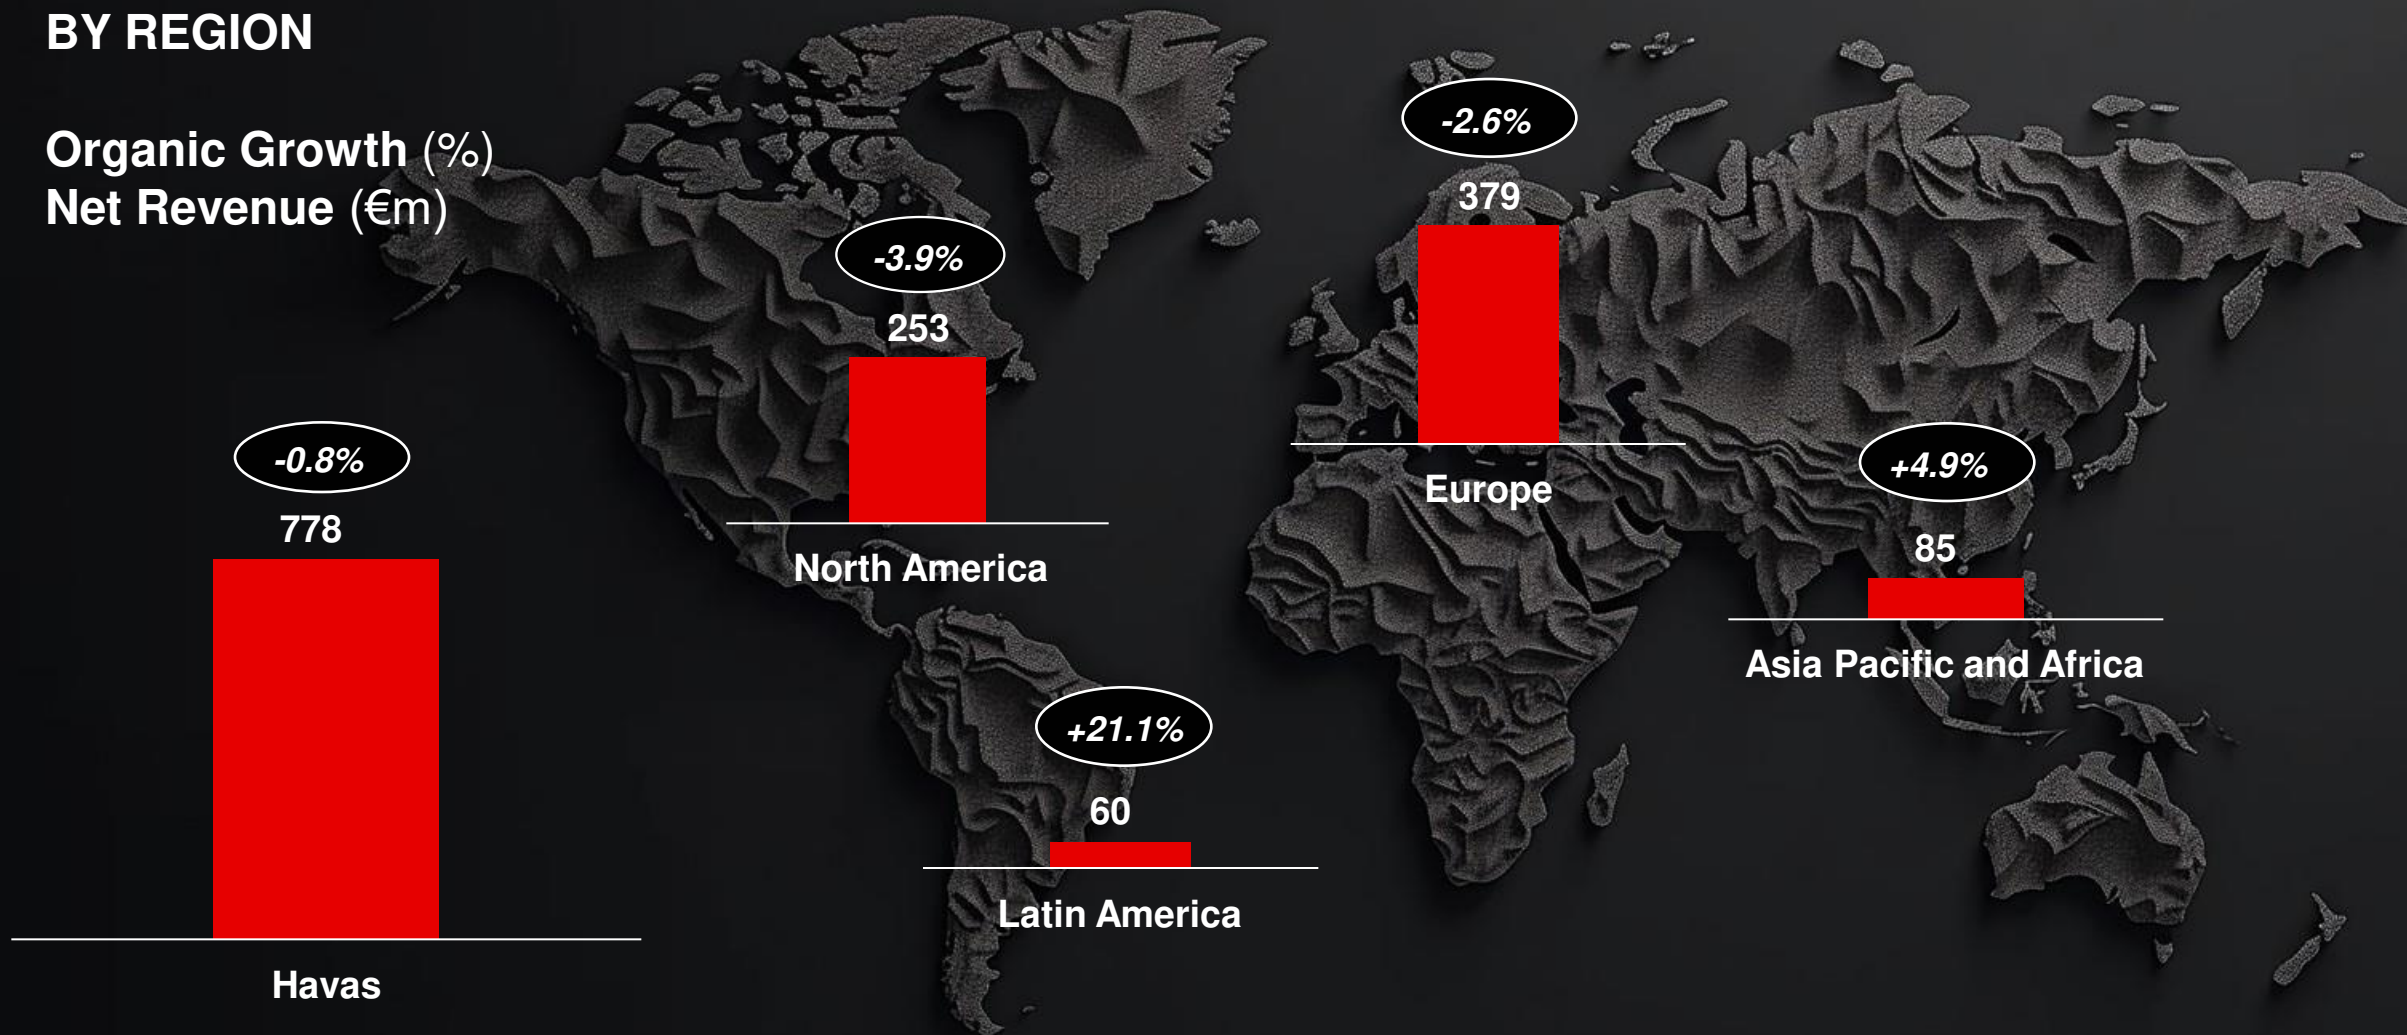 BY REGION
Organic Growth (%)
Net Revenue (€m)
-0.8%
778
Havas
-3.9%
253
North America
+21.1%
60
Latin America
-2.6%
379
Europe
+4.9%
85
Asia Pacific and Africa